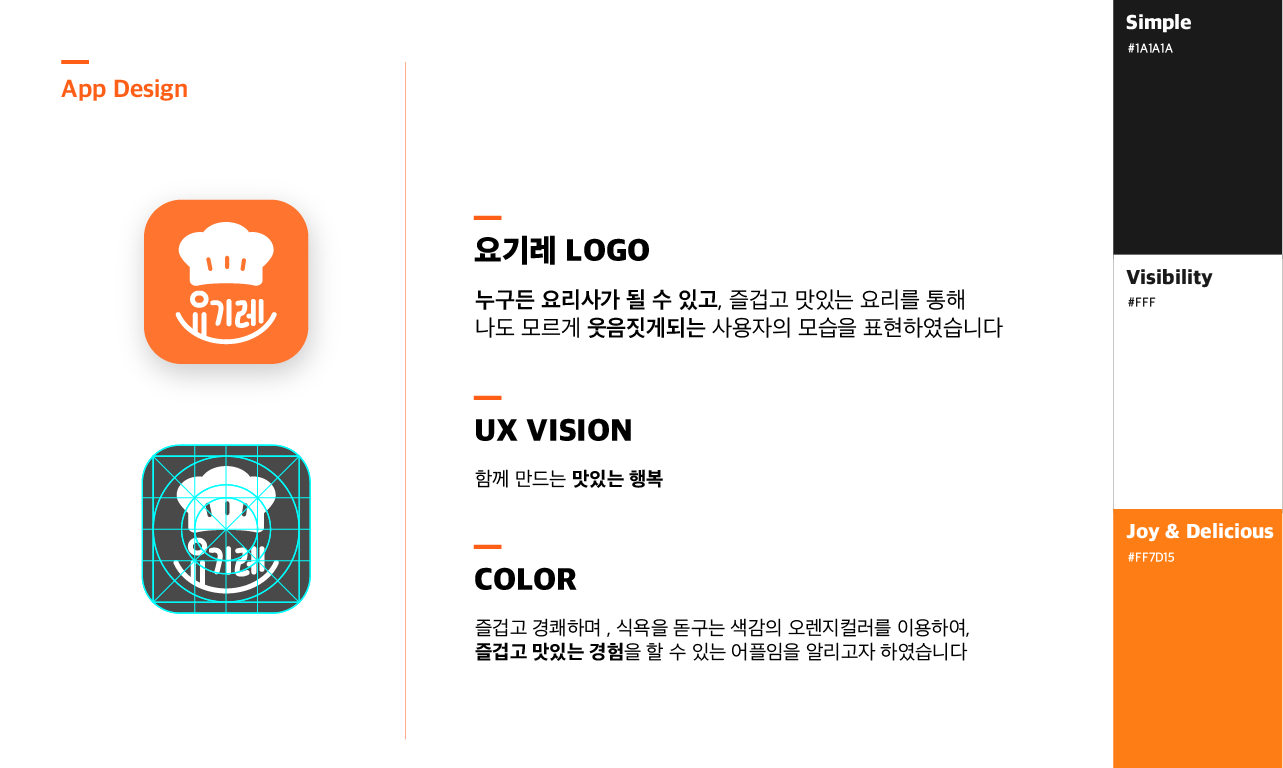 App Design
요기레
요기레
요기레 LOGO
누구든 요리사가 될 수 있고, 즐겁고 맛있는 요리를 통해
나도 모르게 웃음짓게되는 사용자의 모습을 표현하였습니다
UX VISION
함께 만드는 맛있는 행복
COLOR
즐겁고 경쾌하며 , 식욕을 돋구는 색감의 오렌지컬러를 이용하여,
즐겁고 맛있는 경험을 할 수 있는 어플임을 알리고자 하였습니다
Simple
#1A1A1A
Visibility
#FFF
Joy & Delicious
#FF7D15